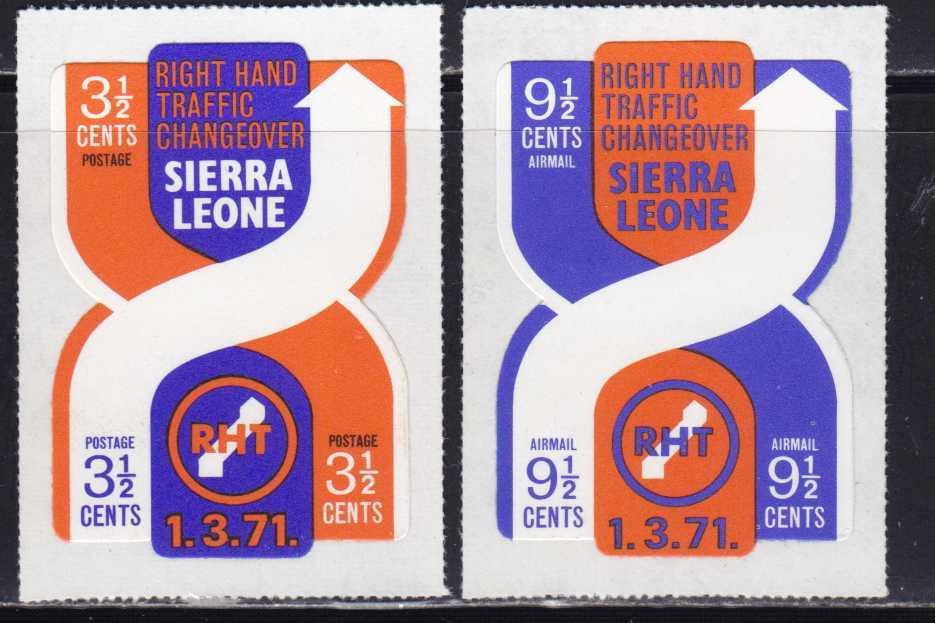 3½
CENTS
POSTAGE
RIGHT HAND
TRAFFIC
CHANGEOVER
SIERRA
LEONE
POSTAGE
3½
CENTS
RHT
1.3.71.
POSTAGE
3½
CENTS
9½
CENTS
AIRMAIL
RIGHT HAND
TRAFFIC
CHANGEOVER
SIERRA
LEONE
AIRMAIL
9½
CENTS
RHT
1.3.71.
AIRMAIL
9½
CENTS